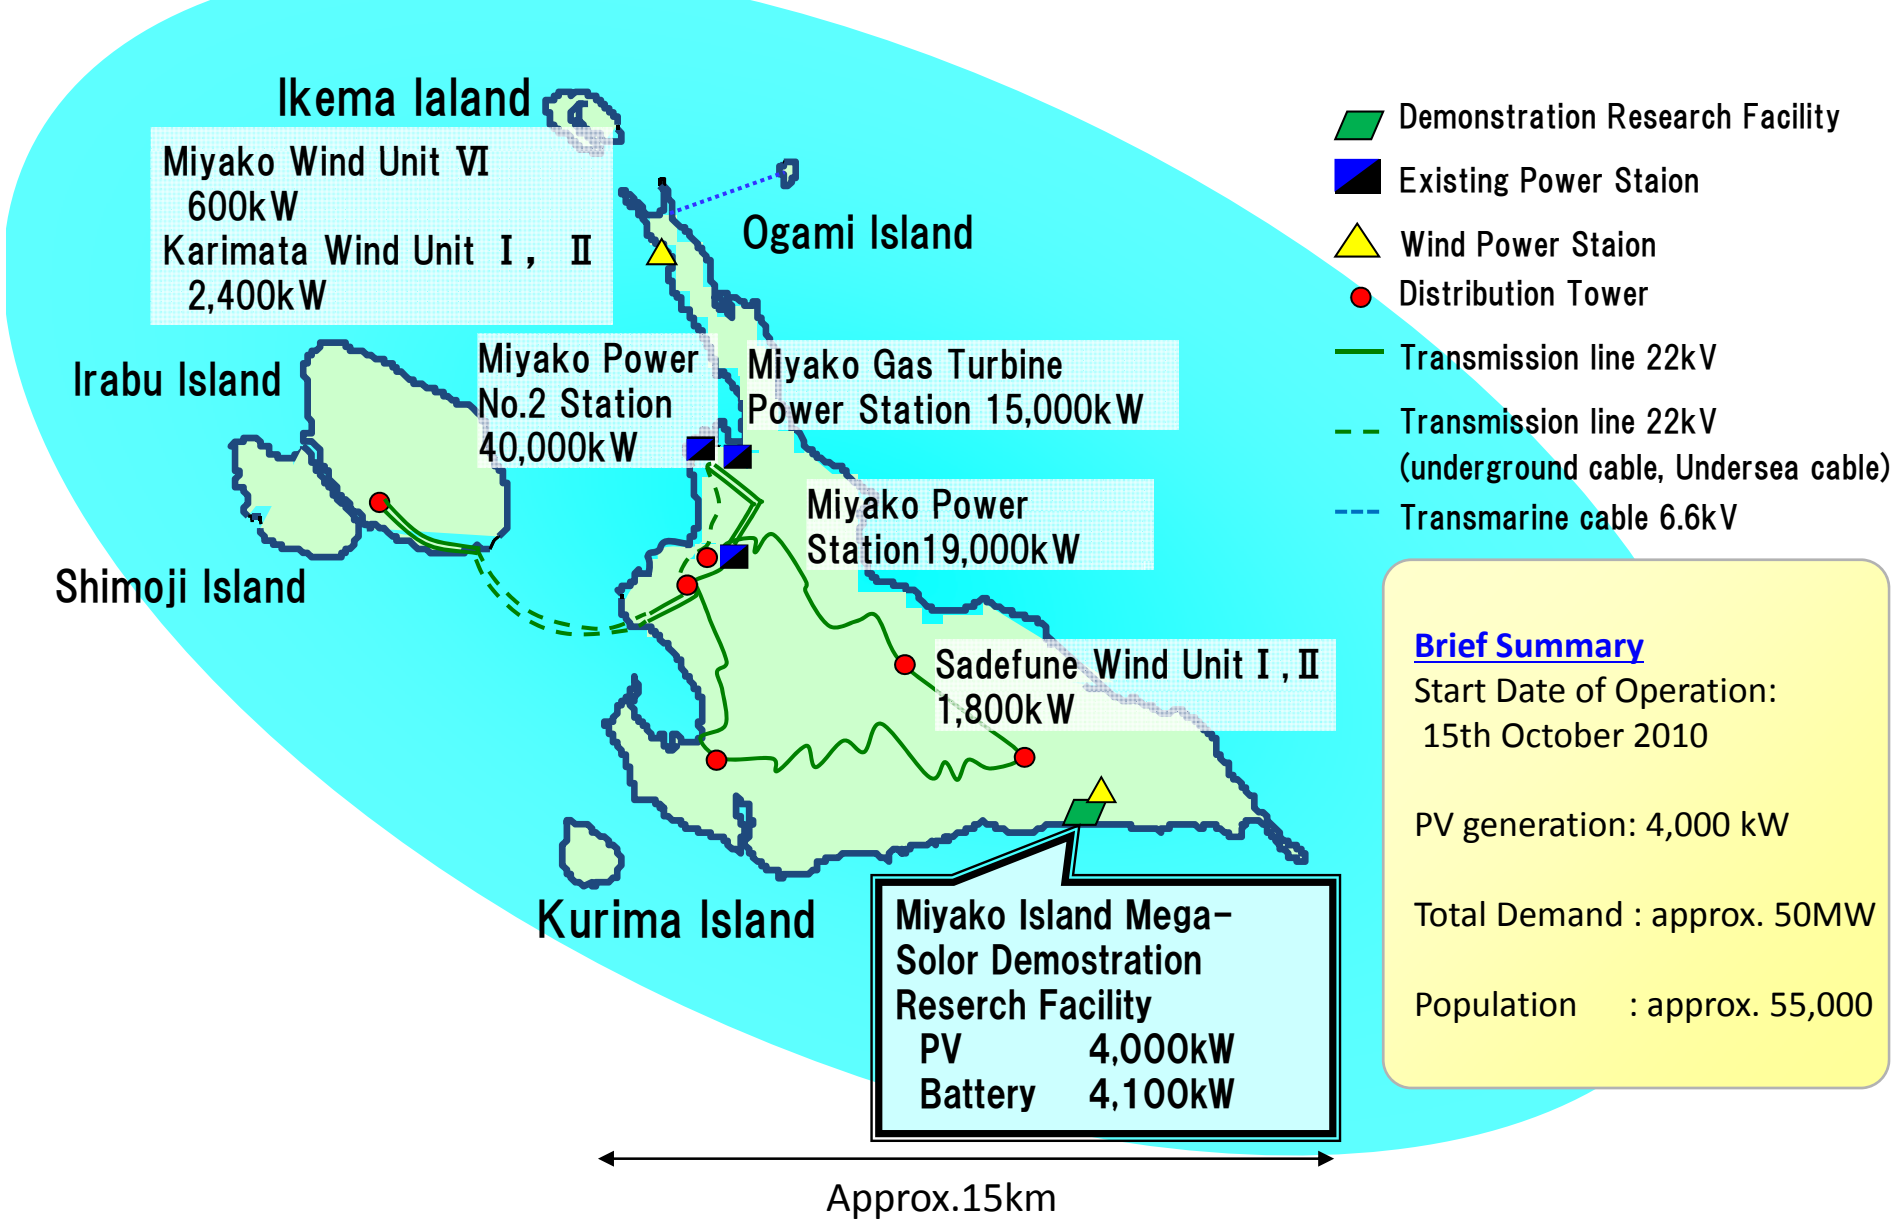 Ikema Ialand
Miyako Wind Unit Ⅵ
600kW
Karimata Wind Unit Ⅰ, Ⅱ
2,400kW
Ogami Island
Irabu Island
Miyako Power
No.2 Station
40,000kW
Miyako Gas Turbine
Power Station 15,000kW
Miyako Power
Station19,000kW
Shimoji Island
Sadefune Wind Unit Ⅰ,Ⅱ
1,800kW
Kurima Island
Miyako Island Mega-
Solor Demostration
Reserch Facility
PV 4,000kW
Battery 4,100kW
Approx.15km
Demonstration Research Facility
Existing Power Staion
Wind Power Staion
Distribution Tower
Transmission line 22kV
Transmission line 22kV
(underground cable, Undersea cable)
Transmarine cable 6.6kV
Brief Summary
Start Date of Operation:
15th October 2010
PV generation: 4,000 kW
Total Demand : approx. 50MW
Population : approx. 55,000